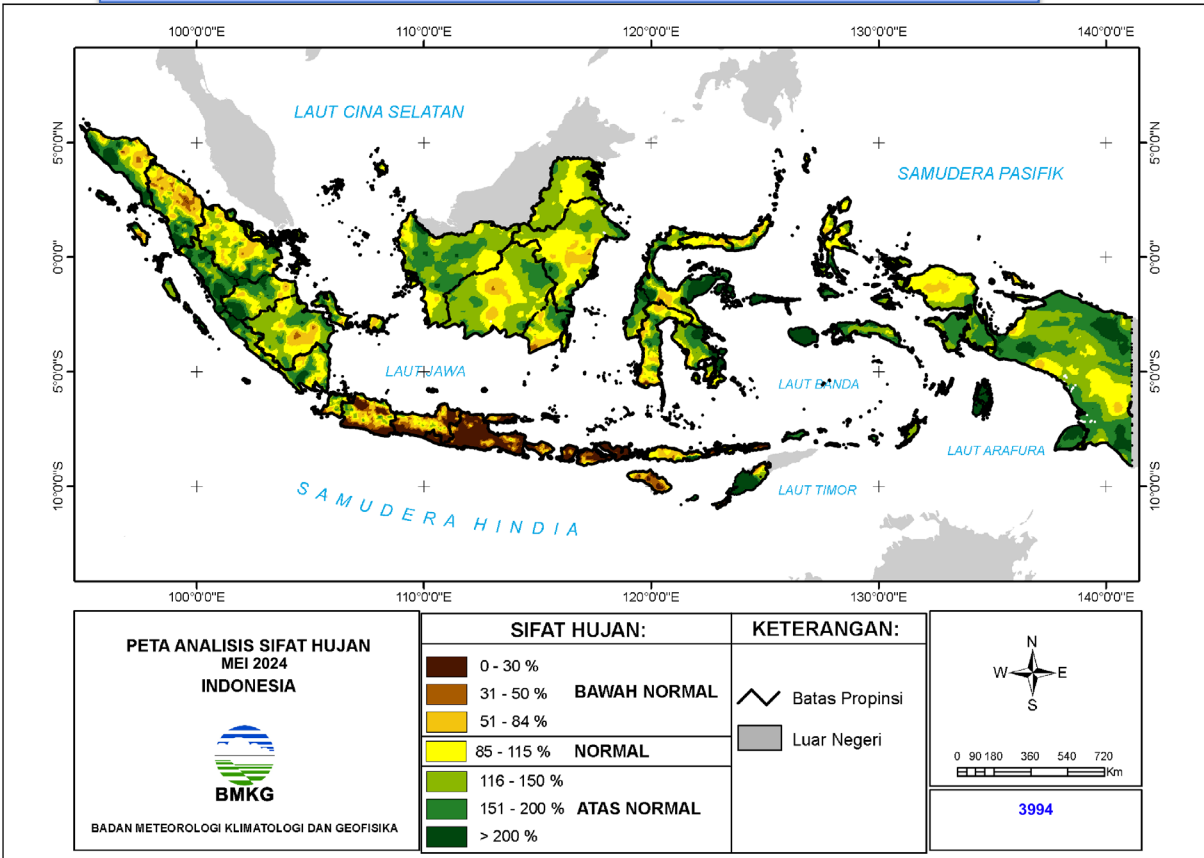 100°0'0"E 110°0'0"E 120°0'0"E 130°0'0"E 140°0'0"E
LAUT CINA SELATAN
SAMUDERA PASIFIK
5°0'0"N 5°0'0"N
0°0'0" 0°0'0"
5°0'0"S 5°0'0"S
LAUT JAWA
LAUT BANDA
LAUT ARAFURA
10°0'0"S 10°0'0"S
LAUT TIMOR
SAMUDERA HINDIA
100°0'0"E 110°0'0"E 120°0'0"E 130°0'0"E 140°0'0"E
PETA ANALISIS SIFAT HUJAN
MEI 2024
INDONESIA
BMKG
BADAN METEOROLOGI KLIMATOLOGI DAN GEOFISIKA
SIFAT HUJAN:
0 - 30 %
31 - 50 % BAWAH NORMAL
51 - 84 %
85 - 115 % NORMAL
116 - 150 %
151 - 200 % ATAS NORMAL
> 200 %
KETERANGAN:
Batas Propinsi
Luar Negeri
N
W E
S
0 90 180 360 540 720
Km
3994